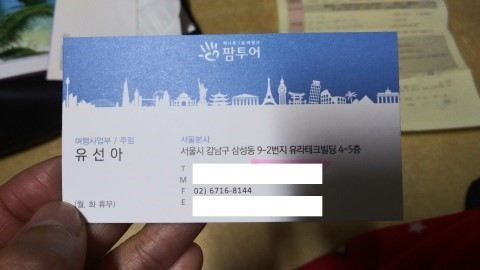 팜투어
여행사업부 / 주임
유선아
(월, 화 휴무)
서울본사
서울시 강남구 삼성동 9-2번지 유라테크빌딩 4~5층
T
M
F 02) 6716-8144
E